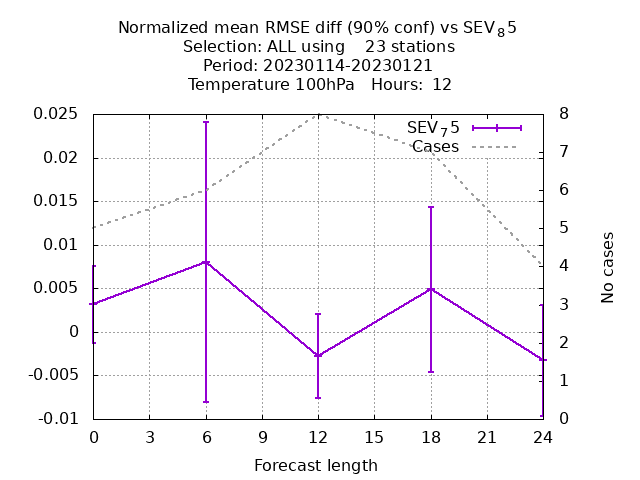 Normalized mean RMSE diff (90% conf) vs SEV₈5
Selection: ALL using    23 stations
Period: 20230114-20230121
Temperature 100hPa   Hours:  12
0.025
0.02
0.015
0.01
0.005
0
-0.005
-0.01
SEV₇5
Cases
8
7
6
5
4
3
2
1
0
No cases
0 3 6 9 12 15 18 21 24
Forecast length